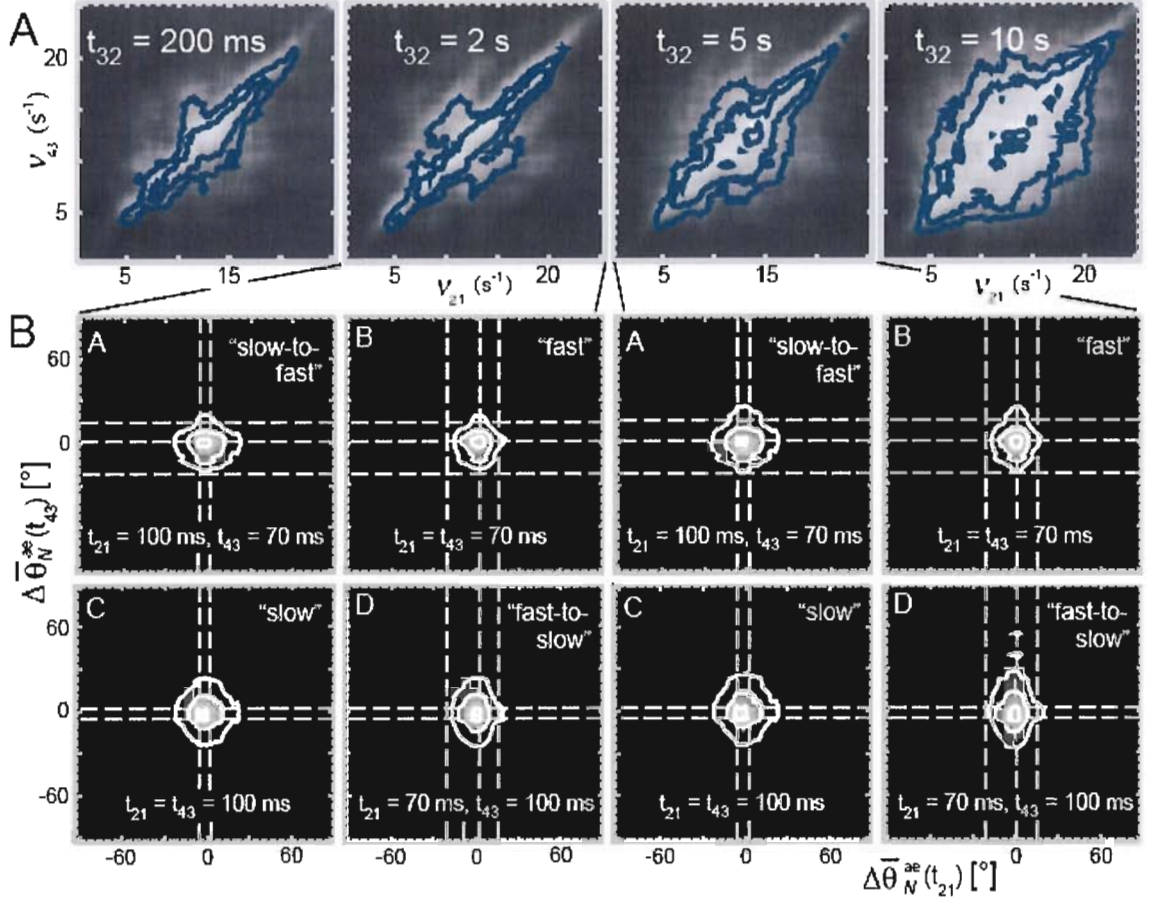 A
t₃₂ = 200 ms
t₃₂ = 2 s
t₃₂ = 5 s
t₃₂ = 10 s
20
5
ν₄₃ (s⁻¹)
5 15
5 20
5 15
5 20
ν₂₁ (s⁻¹)
ν₂₁ (s⁻¹)
B
A
"slow-to-
fast"
t₂₁ = 100 ms, t₄₃ = 70 ms
B
"fast"
t₂₁ = t₄₃ = 70 ms
A
"slow-to-
fast"
t₂₁ = 100 ms, t₄₃ = 70 ms
B
"fast"
t₂₁ = t₄₃ = 70 ms
60
0
Δθ̅ᵃᵉ_N(t₄₃) [°]
C
"slow"
t₂₁ = t₄₃ = 100 ms
D
"fast-to-
slow"
t₂₁ = 70 ms, t₄₃ = 100 ms
C
"slow"
t₂₁ = t₄₃ = 100 ms
D
"fast-to-
slow"
t₂₁ = 70 ms, t₄₃ = 100 ms
60
0
-60
-60 0 60
-60 0 60
-60 0 60
0 60
Δθ̅ᵃᵉ_N(t₂₁) [°]